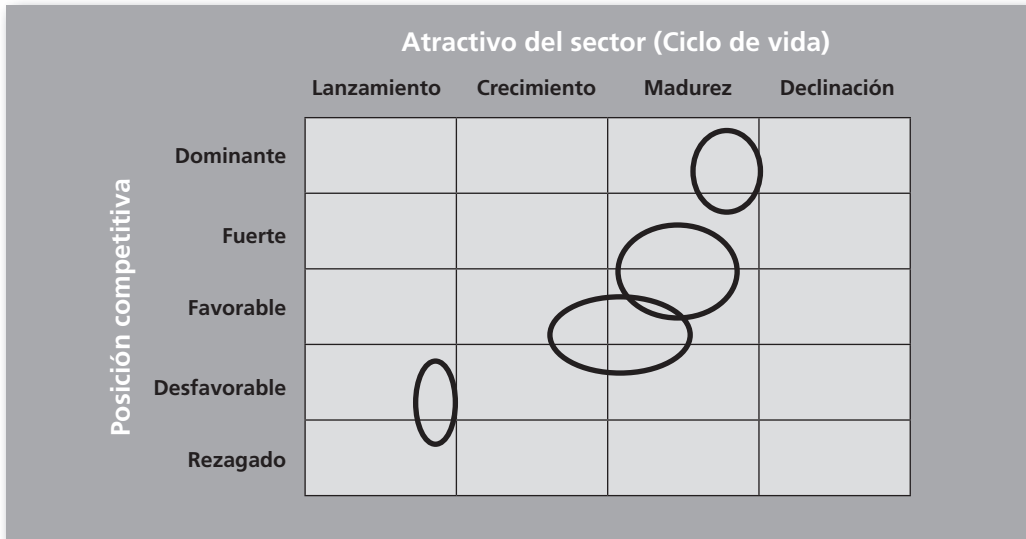 Atractivo del sector (Ciclo de vida)
Lanzamiento Crecimiento Madurez Declinación
Posición competitiva
Dominante
Fuerte
Favorable
Desfavorable
Rezagado